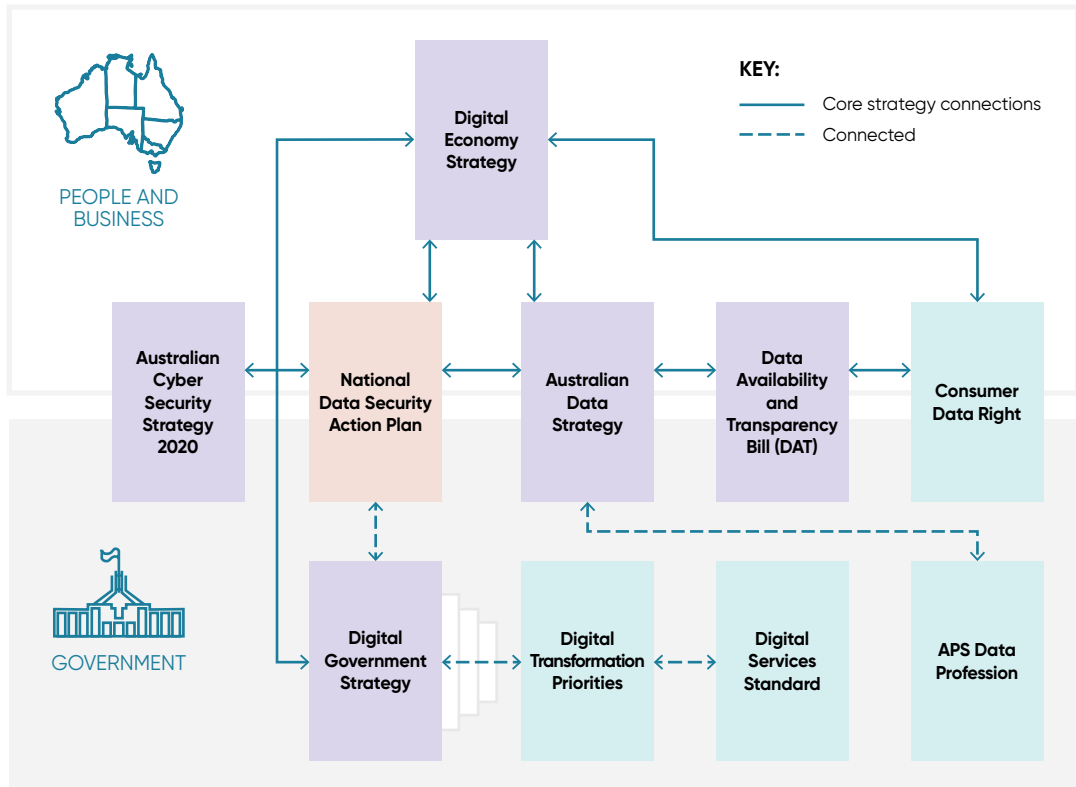 KEY:
Core strategy connections
Connected
PEOPLE AND
BUSINESS
Digital
Economy
Strategy
Australian
Cyber
Security
Strategy
2020
National
Data Security
Action Plan
Australian
Data
Strategy
Data
Availability
and
Transparency
Bill (DAT)
Consumer
Data Right
GOVERNMENT
Digital
Government
Strategy
Digital
Transformation
Priorities
Digital
Services
Standard
APS Data
Profession